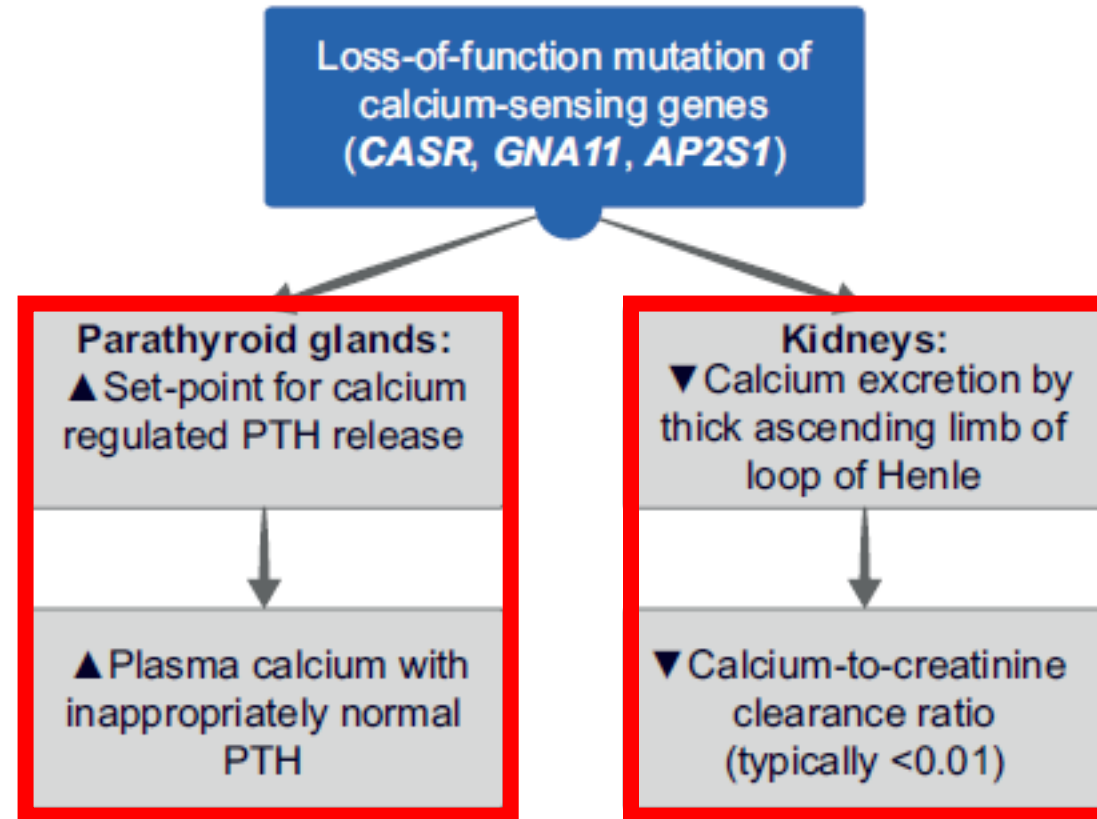 Loss-of-function mutation of
calcium-sensing genes
(CASR, GNA11, AP2S1)
Parathyroid glands:
▲Set-point for calcium
regulated PTH release
▲Plasma calcium with
inappropriately normal
PTH
Kidneys:
▼Calcium excretion by
thick ascending limb of
loop of Henle
▼Calcium-to-creatinine
clearance ratio
(typically <0.01)